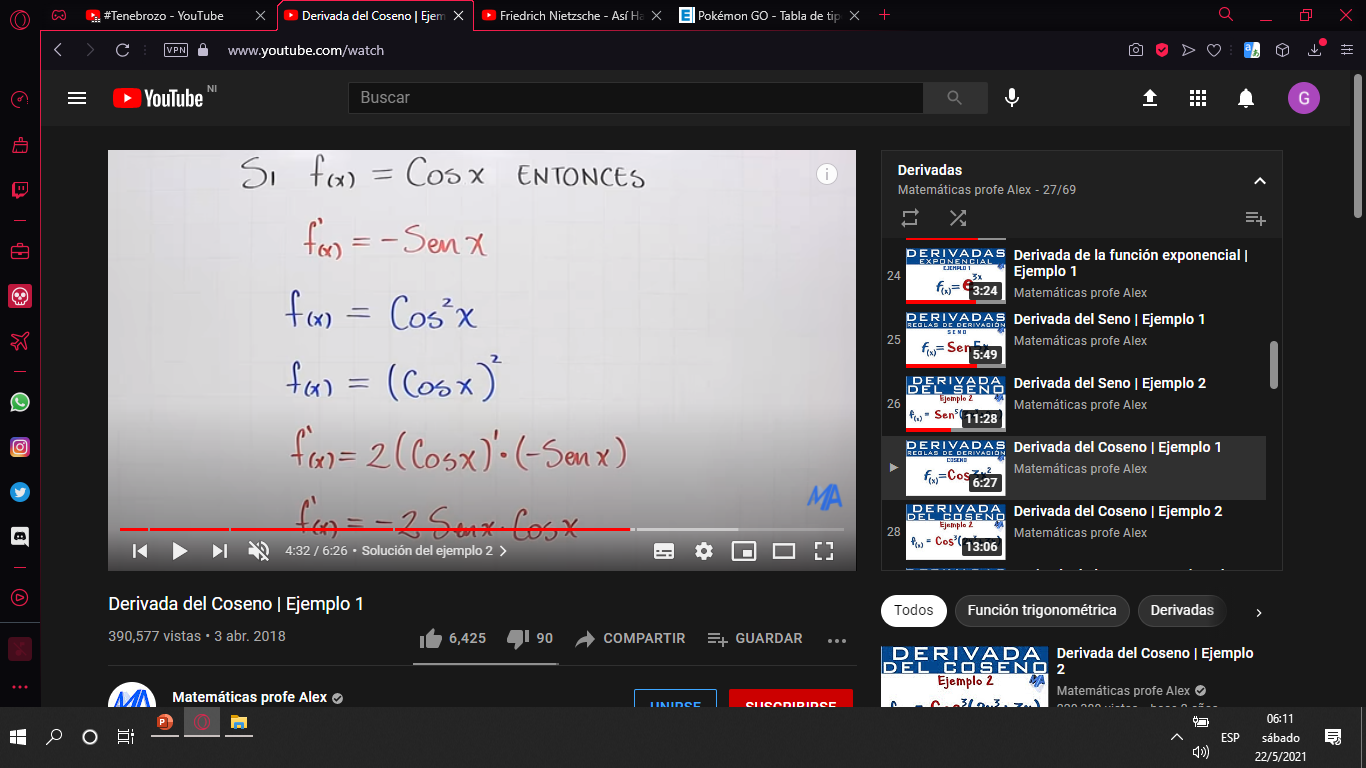 #Tenebrozo - YouTube
Derivada del Coseno | Ejem
Friedrich Nietzsche - Así Ha
Pokémon GO - Tabla de tip
VPN
www.youtube.com/watch
YouTube NI
Buscar
G
SI f(x) = Cos x ENTONCES
f'(x) = -Sen x
f(x) = Cos²x
f(x) = (Cos x)²
f'(x) = 2(Cos x)'·(-Sen x)
f'(x) = -2 Sen x · Cos x
MA
4:32 / 6:26 • Solución del ejemplo 2
Derivada del Coseno | Ejemplo 1
390,577 vistas • 3 abr. 2018
6,425
90
COMPARTIR
GUARDAR
Matemáticas profe Alex
UNIRSE
SUSCRIBIRSE
Derivadas
Matemáticas profe Alex - 27/69
24
DERIVADAS
EXPONENCIAL
EJEMPLO 1
3:24
Derivada de la función exponencial |
Ejemplo 1
Matemáticas profe Alex
25
DERIVADAS
REGLAS DE DERIVACIÓN
SENO
5:49
Derivada del Seno | Ejemplo 1
Matemáticas profe Alex
26
DERIVADA
DEL SENO
Ejemplo 2
11:28
Derivada del Seno | Ejemplo 2
Matemáticas profe Alex
DERIVADAS
REGLAS DE DERIVACIÓN
COSENO
6:27
Derivada del Coseno | Ejemplo 1
Matemáticas profe Alex
28
DERIVADA
DEL COSENO
Ejemplo 2
13:06
Derivada del Coseno | Ejemplo 2
Matemáticas profe Alex
Todos
Función trigonométrica
Derivadas
DERIVADA
DEL COSENO
Ejemplo 2
Derivada del Coseno | Ejemplo
2
Matemáticas profe Alex
ESP
06:11
sábado
22/5/2021